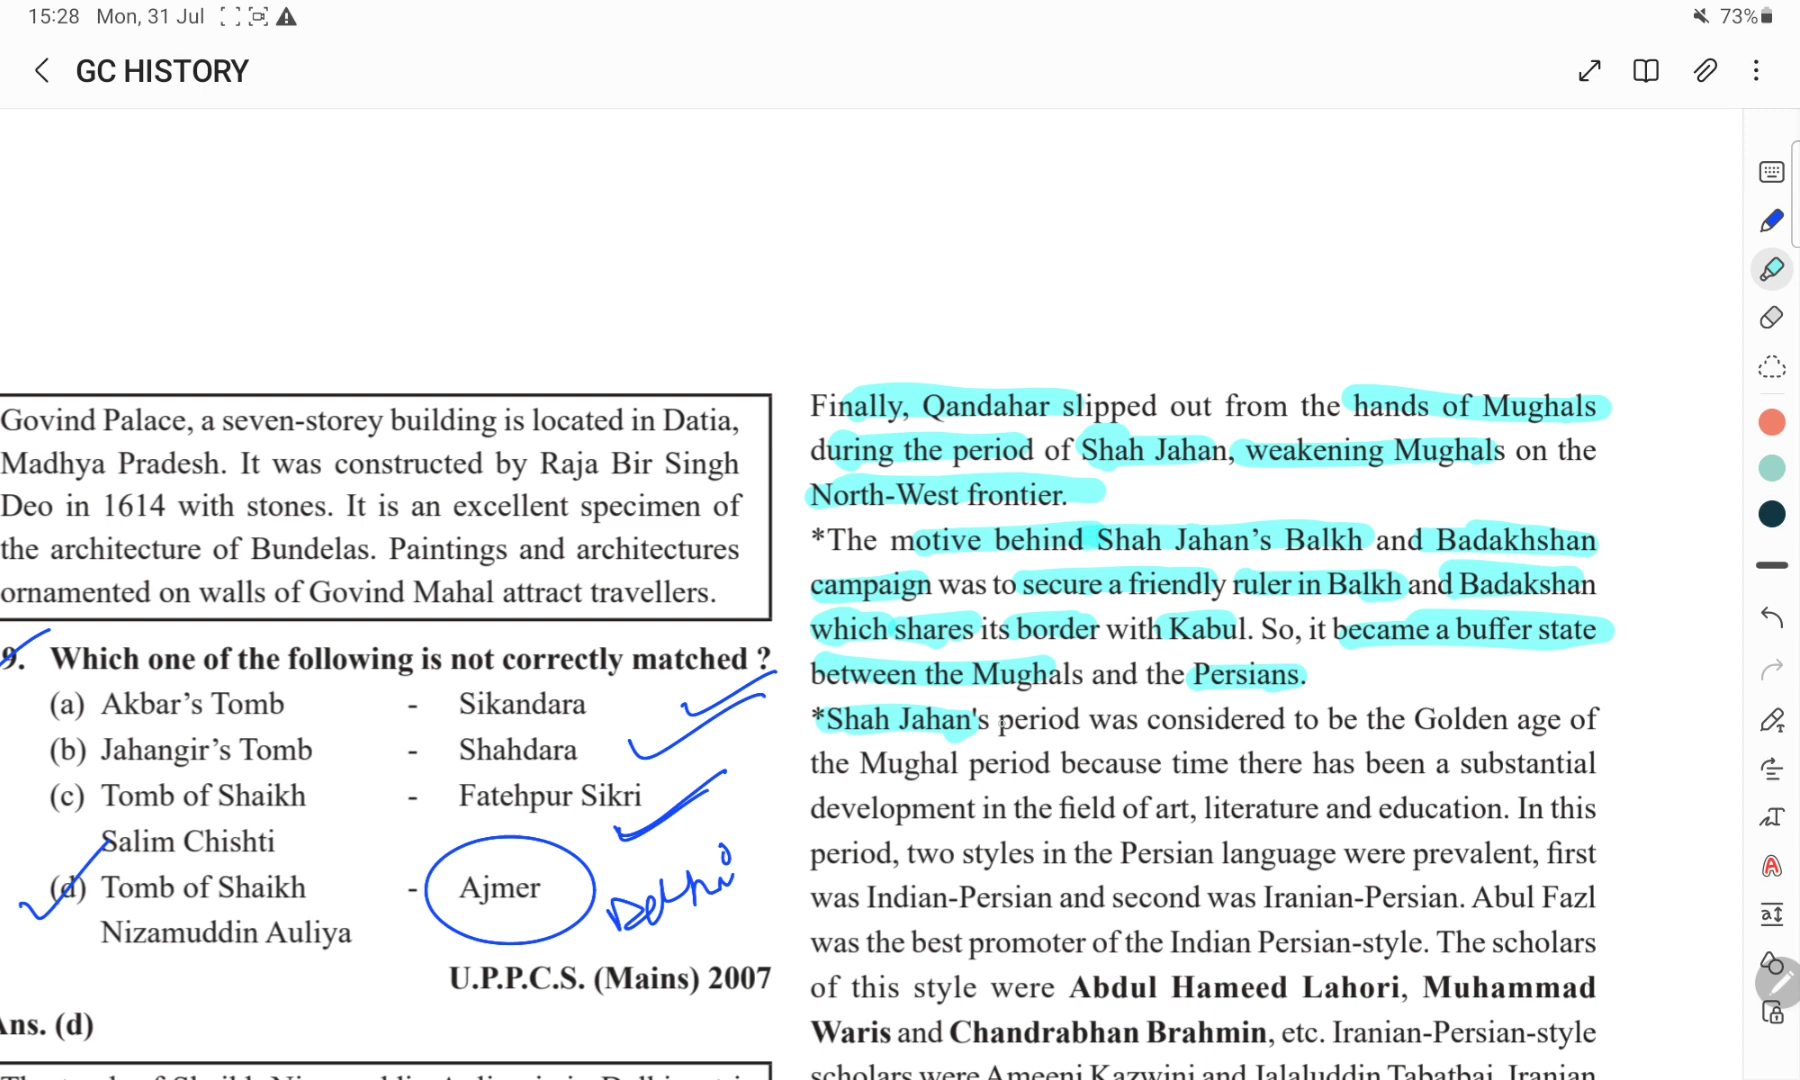 15:28 Mon, 31 Jul
73%
GC HISTORY
Govind Palace, a seven-storey building is located in Datia,
Madhya Pradesh. It was constructed by Raja Bir Singh
Deo in 1614 with stones. It is an excellent specimen of
the architecture of Bundelas. Paintings and architectures
ornamented on walls of Govind Mahal attract travellers.
9. Which one of the following is not correctly matched ?
(a) Akbar's Tomb - Sikandara
(b) Jahangir's Tomb - Shahdara
(c) Tomb of Shaikh - Fatehpur Sikri
Salim Chishti
(d) Tomb of Shaikh - Ajmer Delhi
Nizamuddin Auliya
U.P.P.C.S. (Mains) 2007
Ans. (d)
Finally, Qandahar slipped out from the hands of Mughals
during the period of Shah Jahan, weakening Mughals on the
North-West frontier.
*The motive behind Shah Jahan's Balkh and Badakhshan
campaign was to secure a friendly ruler in Balkh and Badakshan
which shares its border with Kabul. So, it became a buffer state
between the Mughals and the Persians.
*Shah Jahan's period was considered to be the Golden age of
the Mughal period because time there has been a substantial
development in the field of art, literature and education. In this
period, two styles in the Persian language were prevalent, first
was Indian-Persian and second was Iranian-Persian. Abul Fazl
was the best promoter of the Indian Persian-style. The scholars
of this style were Abdul Hameed Lahori, Muhammad
Waris and Chandrabhan Brahmin, etc. Iranian-Persian-style
scholars were Ameeni Kazwini and Jalaluddin Tabatbai. Iranian